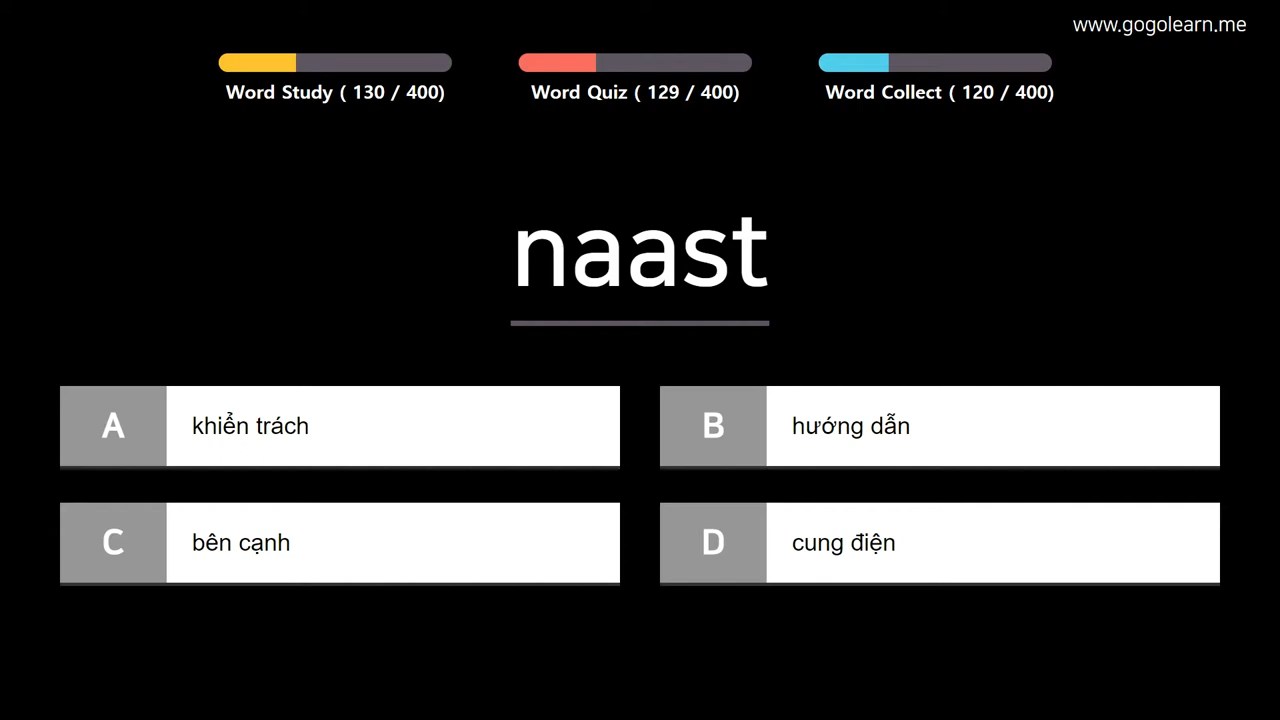 www.gogolearn.me
Word Study ( 130 / 400)
Word Quiz ( 129 / 400)
Word Collect ( 120 / 400)
naast
A khiển trách
B hướng dẫn
C bên cạnh
D cung điện